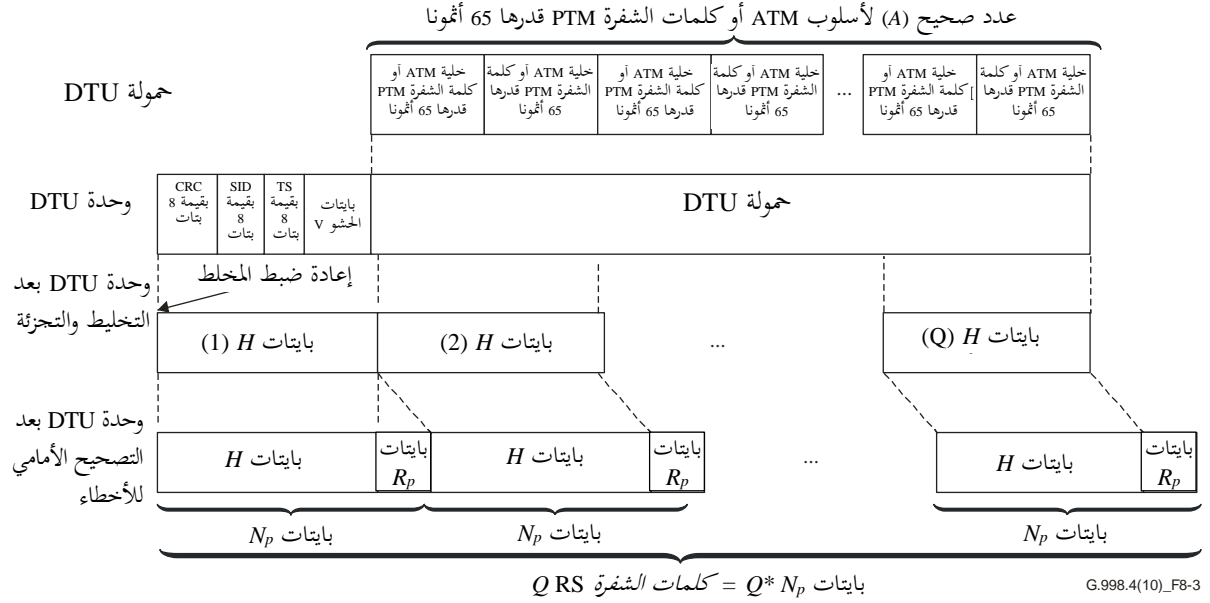 عدد صحيح (A) لأسلوب ATM أو كلمات الشفرة PTM قدرها 65 أثمونا
حمولة DTU
خلية ATM أو
كلمة الشفرة PTM
قدرها 65 أثمونا
خلية ATM أو كلمة
الشفرة PTM قدرها
65 أثمونا
خلية ATM أو
كلمة الشفرة PTM
قدرها 65 أثمونا
خلية ATM أو كلمة
الشفرة PTM قدرها
65 أثمونا
...
خلية ATM أو
[كلمة الشفرة PTM
قدرها 65 أثمونا
خلية ATM أو كلمة
الشفرة PTM قدرها
65 أثمونا
وحدة DTU
CRC
بقيمة 8
بتات
SID
بقيمة
8
بتات
TS
بقيمة
8
بتات
بايتات
الحشو V
حمولة DTU
إعادة ضبط المخلط
وحدة DTU بعد
التخليط والتجزئة
بايتات H (1)
بايتات H (2)
...
بايتات H (Q)
وحدة DTU بعد
التصحيح الأمامي
للأخطاء
بايتات H
بايتات
Rp
بايتات H
بايتات
Rp
...
بايتات H
بايتات
Rp
بايتات Np
بايتات Np
بايتات Np
بايتات Q* Np = كلمات الشفرة Q RS
G.998.4(10)_F8-3